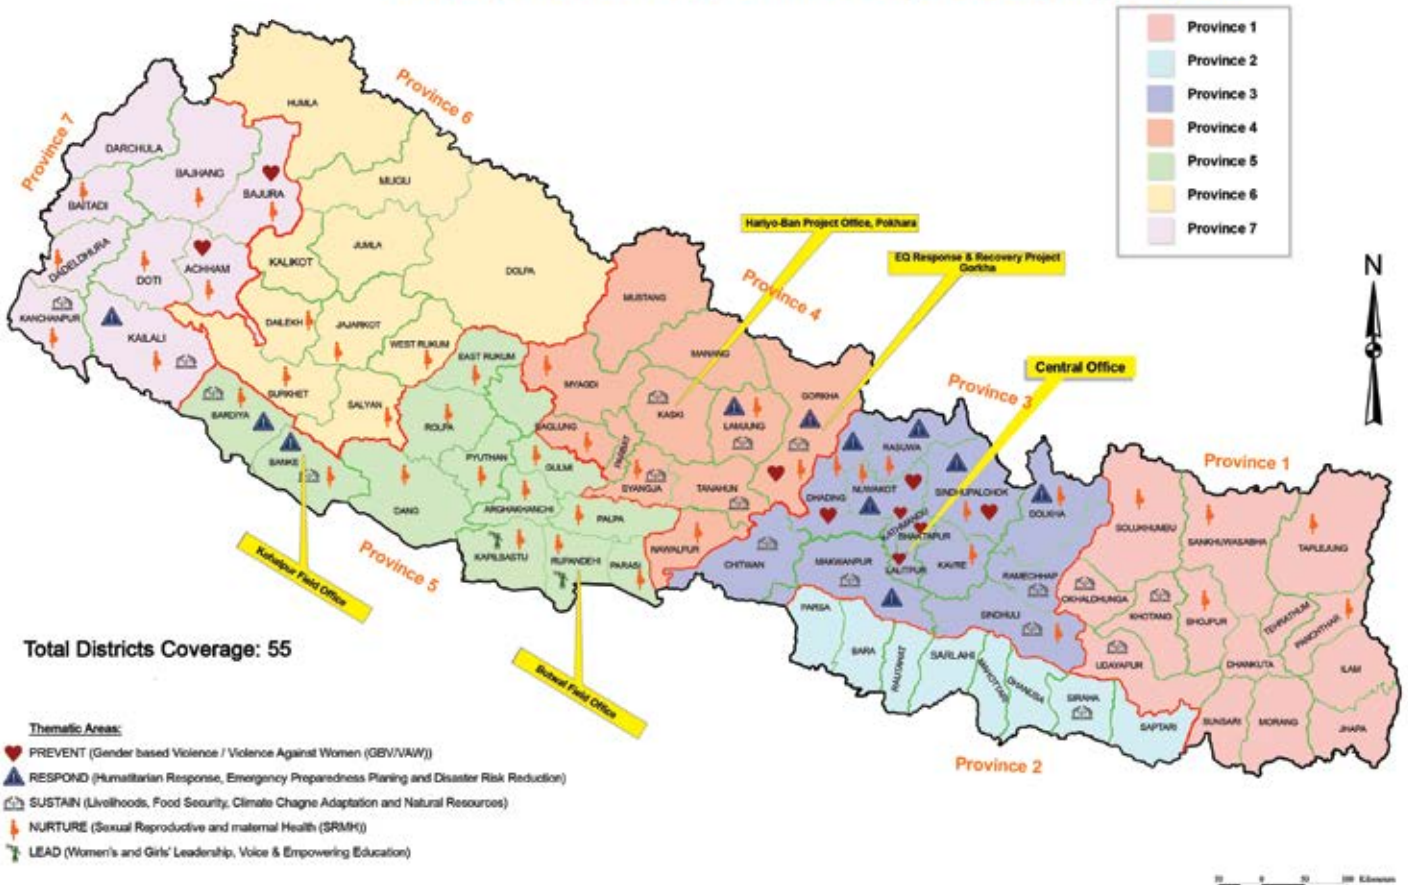 Province 1
Province 2
Province 3
Province 4
Province 5
Province 6
Province 7
Province 7
Province 6
HUMLA
DARCHULA
BAJHANG
BAJURA
MUGU
BAITADI
DADELDHURA
DOTI
ACHHAM
KALIKOT
JUMLA
DOLPA
KANCHANPUR
KAILALI
DAILEKH
JAJARKOT
WEST RUKUM
EAST RUKUM
SURKHET
SALYAN
BARDIYA
BANKE
ROLPA
PYUTHAN
GULMI
DANG
ARGHAKHANCHI
PALPA
KAPILBASTU
RUPANDEHI
PARASI
Hariyo-Ban Project Office, Pokhara
EQ Response & Recovery Project
Gorkha
Province 4
MUSTANG
MANANG
MYAGDI
KASKI
LAMJUNG
GORKHA
BAGLUNG
PARBAT
SYANGJA
TANAHUN
NAWALPUR
Central Office
N
Province 3
RASUWA
DHADING
NUWAKOT
SINDHUPALCHOK
DOLKHA
KATHMANDU
BHAKTAPUR
LALITPUR
KAVRE
CHITWAN
MAKWANPUR
RAMECHHAP
SINDHULI
Province 1
SOLUKHUMBU
SANKHUWASABHA
TAPLEJUNG
OKHALDHUNGA
KHOTANG
BHOJPUR
TEHRATHUM
PANCHTHAR
UDAYAPUR
DHANKUTA
ILAM
SUNSARI
MORANG
JHAPA
PARSA
BARA
RAUTAHAT
SARLAHI
MAHOTTARI
DHANUSA
SIRAHA
SAPTARI
Province 2
Kohalpur Field Office
Province 5
Butwal Field Office
Total Districts Coverage: 55
Thematic Areas:
PREVENT (Gender based Violence / Violence Against Women (GBV/VAW))
RESPOND (Humatitarian Response, Emergency Preparedness Planing and Disaster Risk Reduction)
SUSTAIN (Livelihoods, Food Security, Climate Chagne Adaptation and Natural Resources)
NURTURE (Sexual Reproductive and maternal Health (SRMH))
LEAD (Women's and Girls' Leadership, Voice & Empowering Education)
50 0 50 100 Kilometers